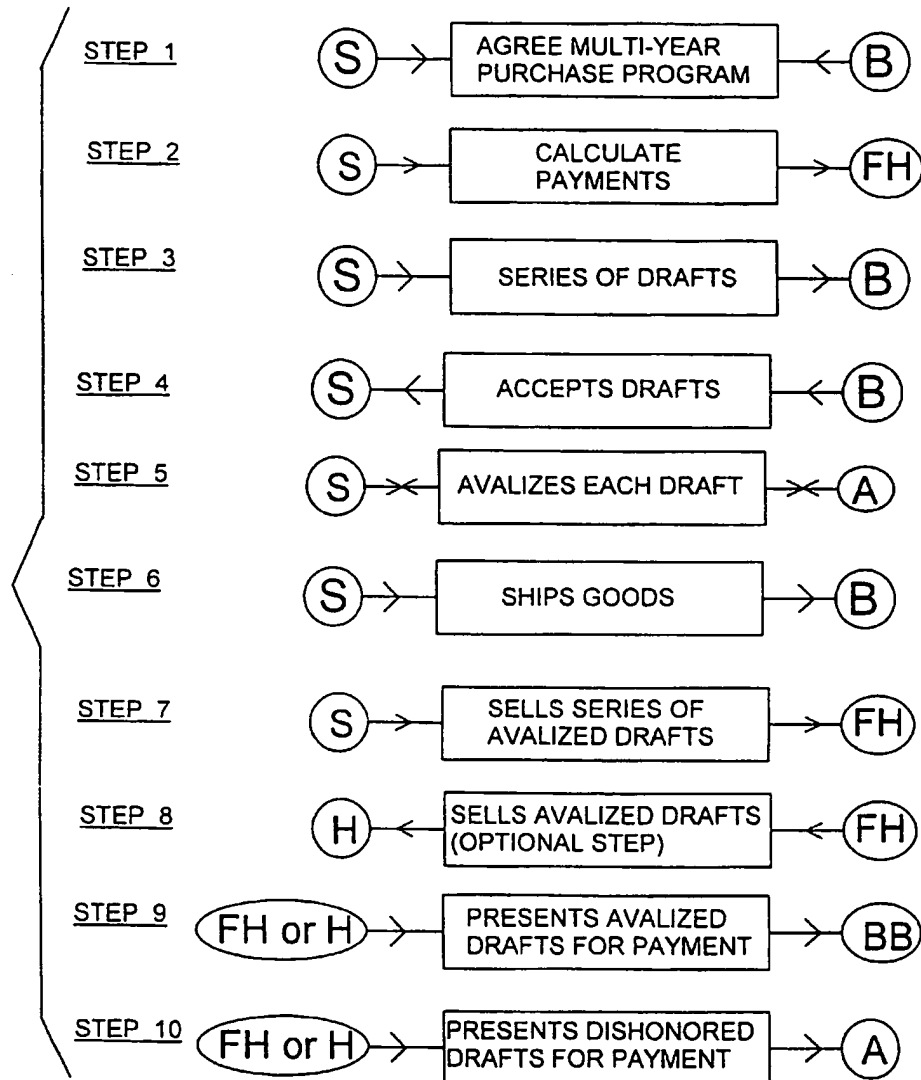 STEP 1
S
AGREE MULTI-YEAR
PURCHASE PROGRAM
B
STEP 2
S
CALCULATE
PAYMENTS
FH
STEP 3
S
SERIES OF DRAFTS
B
STEP 4
S
ACCEPTS DRAFTS
B
STEP 5
S
AVALIZES EACH DRAFT
A
STEP 6
S
SHIPS GOODS
B
STEP 7
S
SELLS SERIES OF
AVALIZED DRAFTS
FH
STEP 8
H
SELLS AVALIZED DRAFTS
(OPTIONAL STEP)
FH
STEP 9
FH or H
PRESENTS AVALIZED
DRAFTS FOR PAYMENT
BB
STEP 10
FH or H
PRESENTS DISHONORED
DRAFTS FOR PAYMENT
A